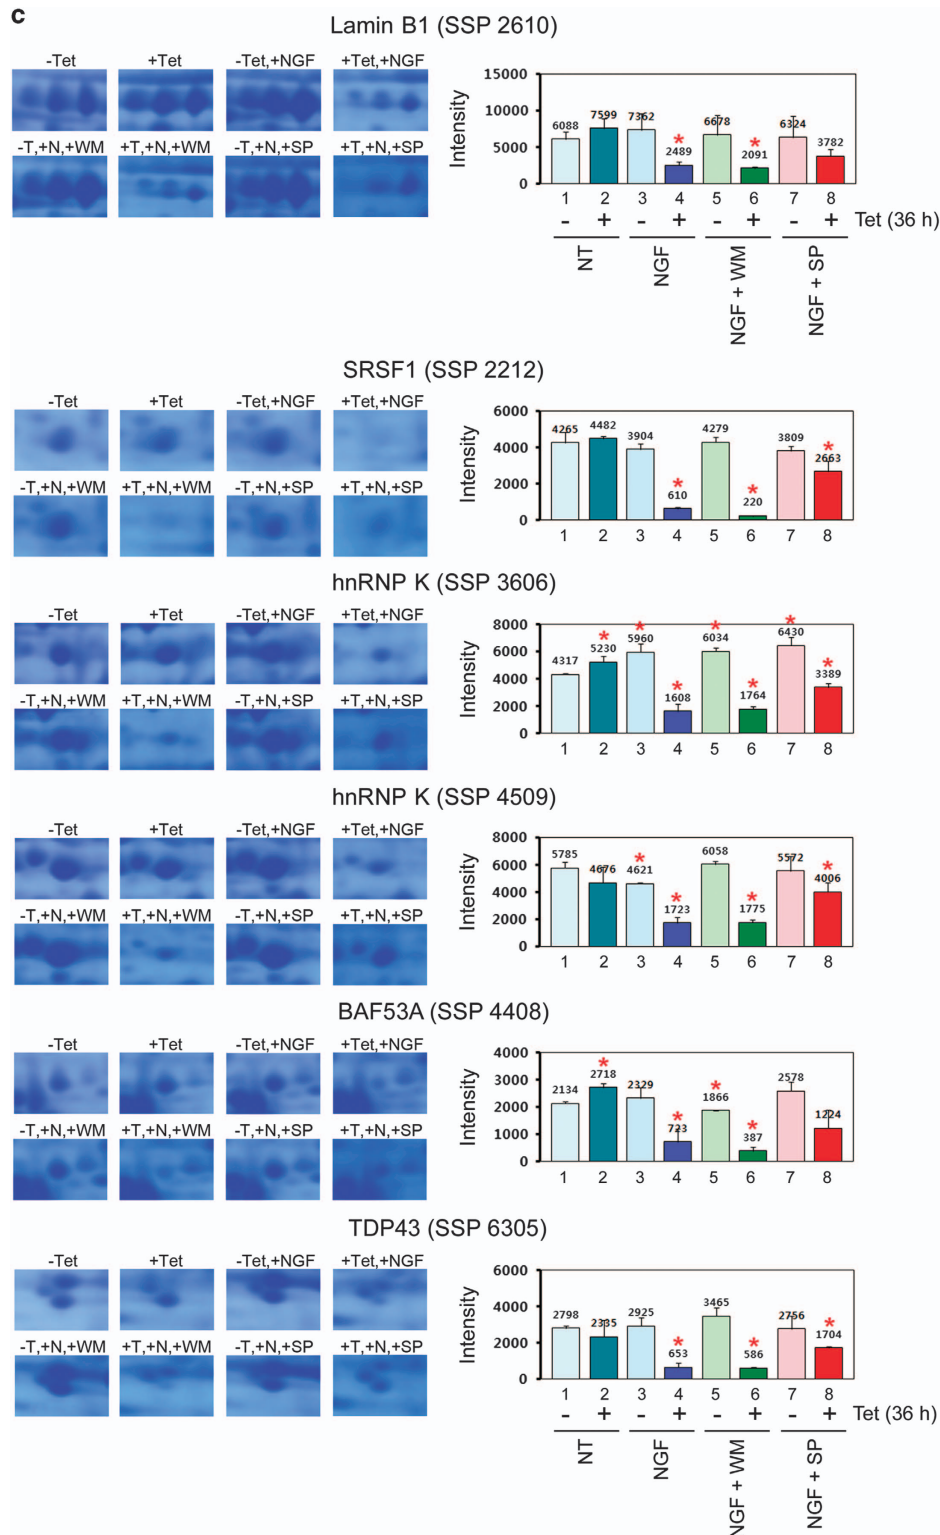 c
Lamin B1 (SSP 2610)
-Tet +Tet -Tet,+NGF +Tet,+NGF
-T,+N,+WM +T,+N,+WM -T,+N,+SP +T,+N,+SP
Intensity
15000
10000
5000
0
6088 7599 7362 * 2489 6678 * 2091 6324 3782
1 2 3 4 5 6 7 8
- + - + - + - + Tet (36 h)
NT NGF NGF + WM NGF + SP
SRSF1 (SSP 2212)
-Tet +Tet -Tet,+NGF +Tet,+NGF
-T,+N,+WM +T,+N,+WM -T,+N,+SP +T,+N,+SP
Intensity
6000
4000
2000
0
4265 4482 3904 * 610 4279 * 220 3809 * 2663
1 2 3 4 5 6 7 8
hnRNP K (SSP 3606)
-Tet +Tet -Tet,+NGF +Tet,+NGF
-T,+N,+WM +T,+N,+WM -T,+N,+SP +T,+N,+SP
Intensity
8000
6000
4000
2000
0
4317 * 5230 * 5960 * 1608 * 6034 * 1764 * 6430 * 3389
1 2 3 4 5 6 7 8
hnRNP K (SSP 4509)
-Tet +Tet -Tet,+NGF +Tet,+NGF
-T,+N,+WM +T,+N,+WM -T,+N,+SP +T,+N,+SP
Intensity
8000
6000
4000
2000
0
5785 4676 * 4621 * 1723 6058 * 1775 5572 * 4006
1 2 3 4 5 6 7 8
BAF53A (SSP 4408)
-Tet +Tet -Tet,+NGF +Tet,+NGF
-T,+N,+WM +T,+N,+WM -T,+N,+SP +T,+N,+SP
Intensity
4000
3000
2000
1000
0
2134 * 2718 2329 * 723 * 1866 * 387 2578 1224
1 2 3 4 5 6 7 8
TDP43 (SSP 6305)
-Tet +Tet -Tet,+NGF +Tet,+NGF
-T,+N,+WM +T,+N,+WM -T,+N,+SP +T,+N,+SP
Intensity
6000
4000
2000
0
2798 2335 2925 * 653 3465 * 586 2756 * 1704
1 2 3 4 5 6 7 8
- + - + - + - + Tet (36 h)
NT NGF NGF + WM NGF + SP